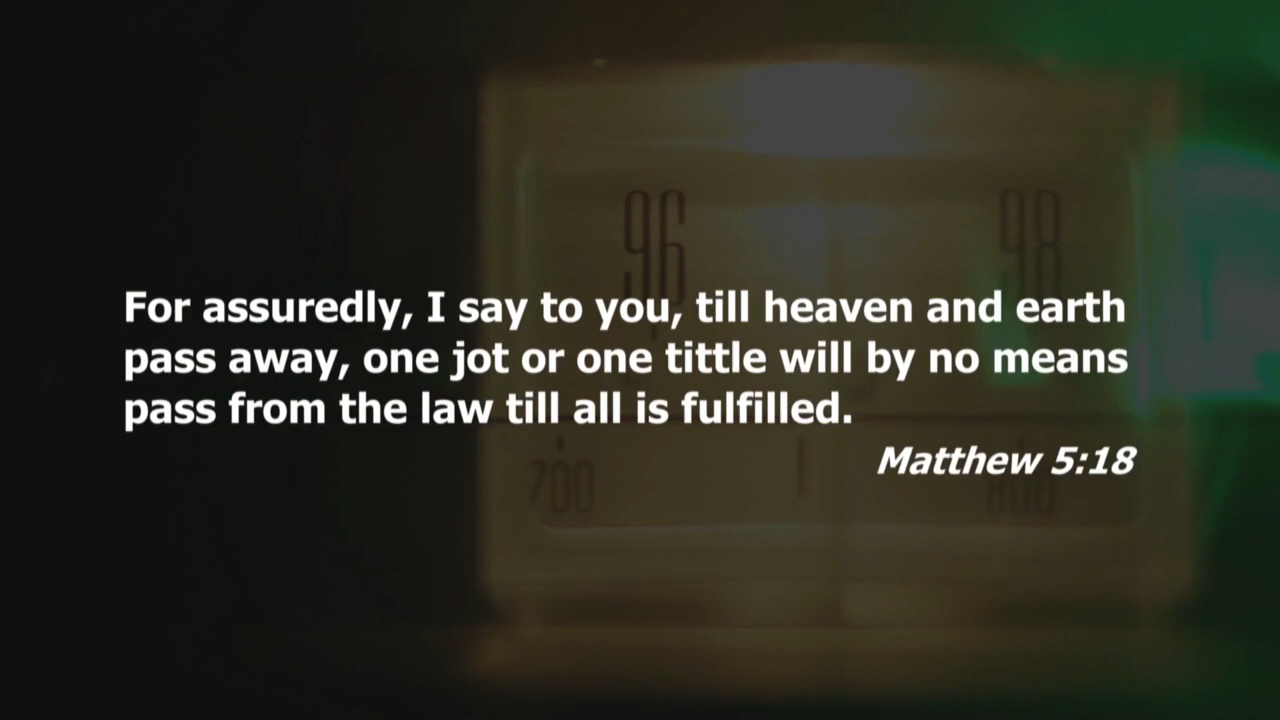 96 98
For assuredly, I say to you, till heaven and earth
pass away, one jot or one tittle will by no means
pass from the law till all is fulfilled.
Matthew 5:18
700